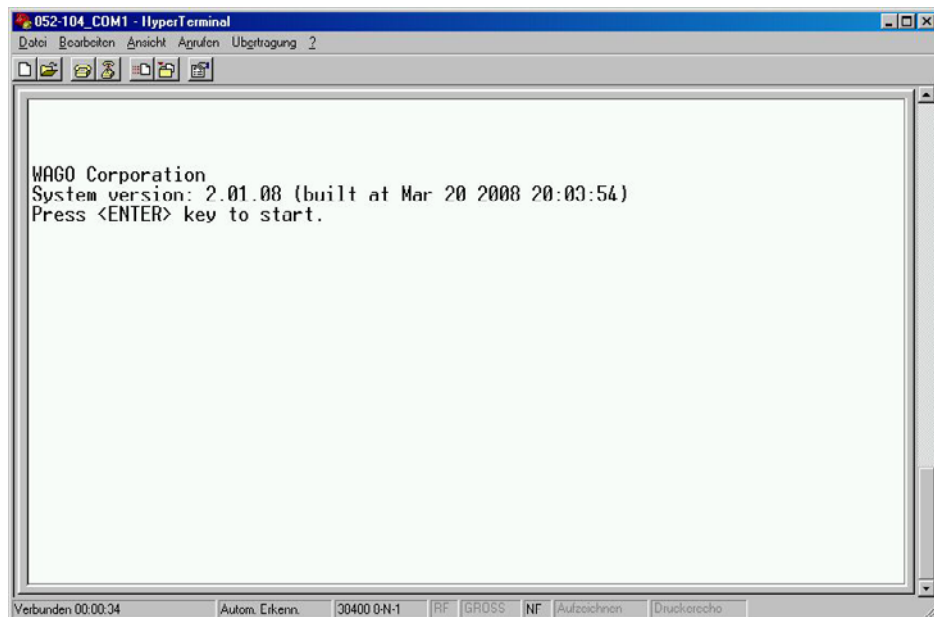 052-104_COM1 - HyperTerminal
Datei Bearbeiten Ansicht Anrufen Übertragung ?
WAGO Corporation
System version: 2.01.08 (built at Mar 20 2008 20:03:54)
Press <ENTER> key to start.
Verbunden 00:00:34 Autom. Erkenn. 38400 8-N-1 RF GROSS NF Aufzeichnen Druckerecho